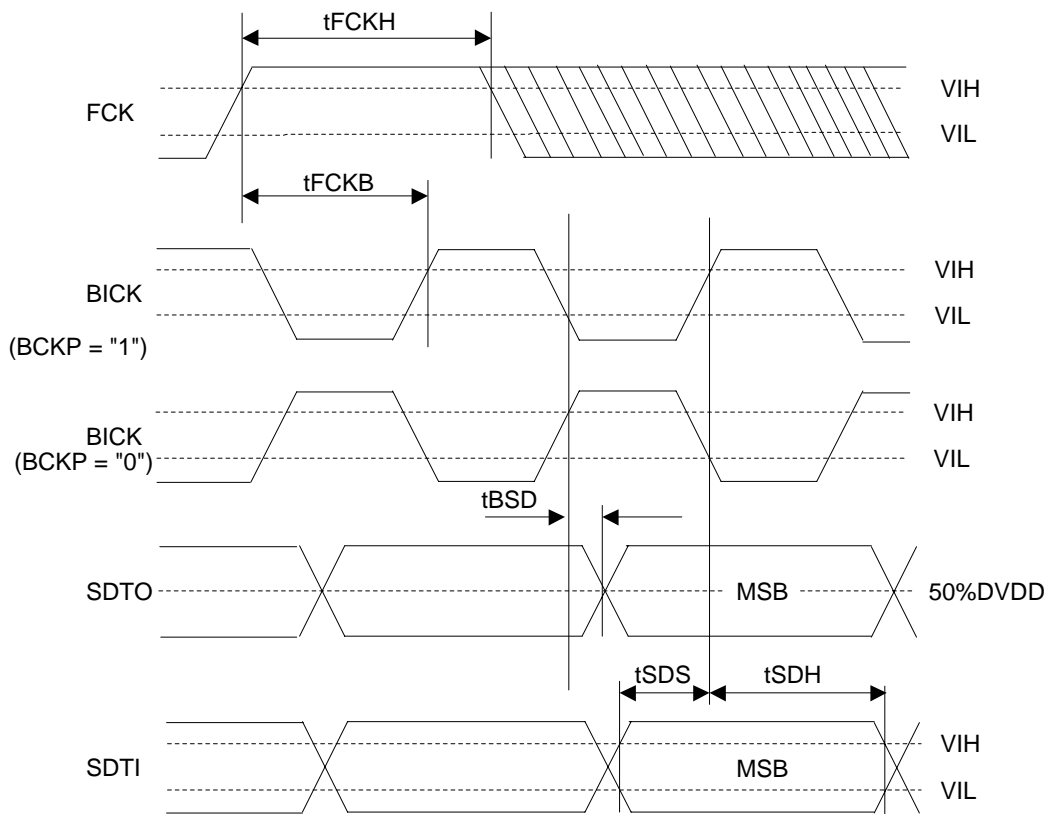 tFCKH
FCK
VIH
VIL
tFCKB
BICK
(BCKP = "1")
VIH
VIL
BICK
(BCKP = "0")
VIH
VIL
tBSD
SDTO
MSB
50%DVDD
tSDS
tSDH
SDTI
MSB
VIH
VIL